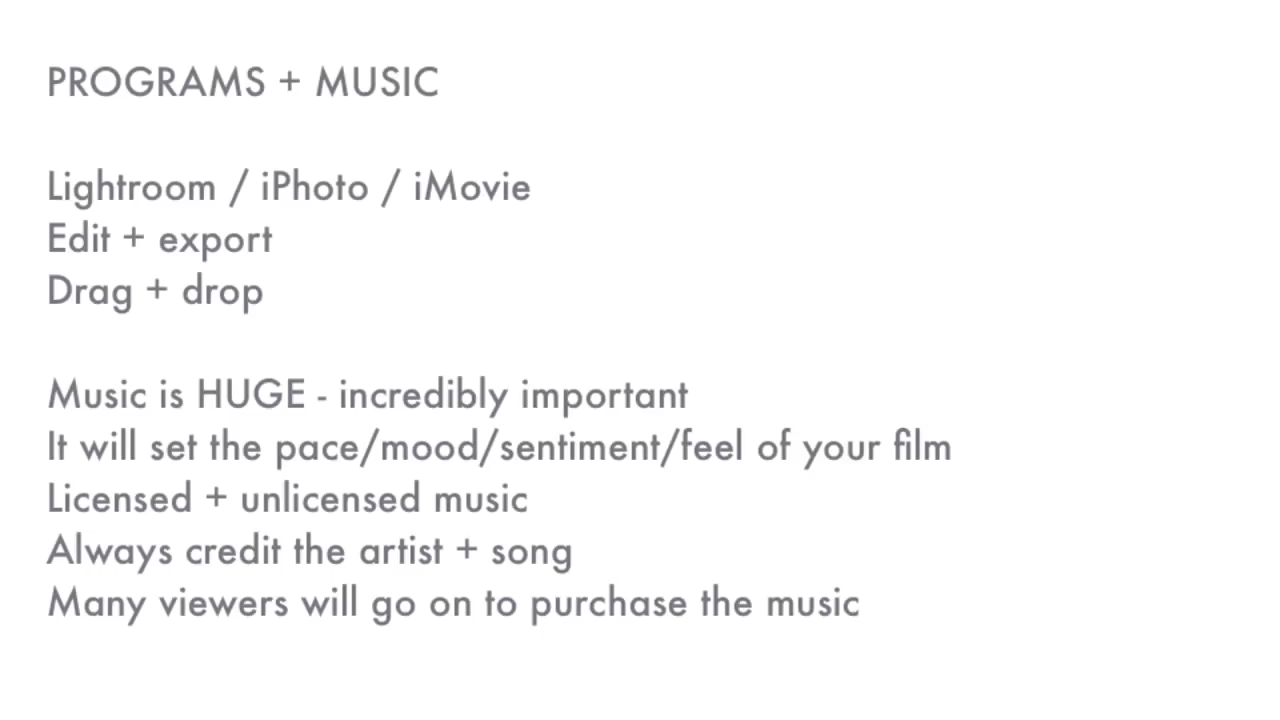 PROGRAMS + MUSIC
Lightroom / iPhoto / iMovie
Edit + export
Drag + drop
Music is HUGE - incredibly important
It will set the pace/mood/sentiment/feel of your film
Licensed + unlicensed music
Always credit the artist + song
Many viewers will go on to purchase the music